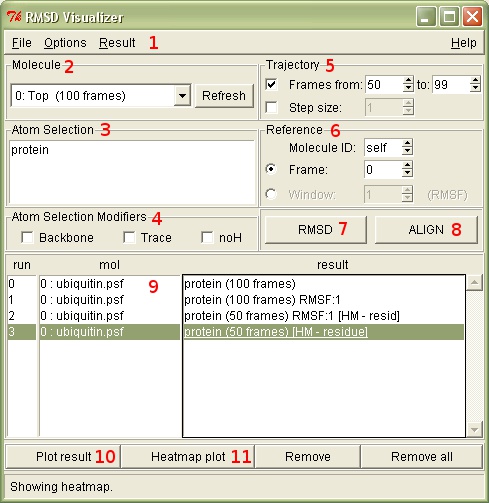 7k RMSD Visualizer
File Options Result 1 Help
Molecule 2
0: Top (100 frames) Refresh
Trajectory 5
Frames from: 50 to: 99
Step size: 1
Atom Selection 3
protein
Reference 6
Molecule ID: self
Frame: 0
Window: 1 (RMSF)
Atom Selection Modifiers 4
Backbone Trace noH
RMSD 7 ALIGN 8
run mol result
0 0 : ubiquitin.psf 9 protein (100 frames)
1 0 : ubiquitin.psf protein (100 frames) RMSF:1
2 0 : ubiquitin.psf protein (50 frames) RMSF:1 [HM - resid]
3 0 : ubiquitin.psf protein (50 frames) [HM - residue]
Plot result 10 Heatmap plot 11 Remove Remove all
Showing heatmap.